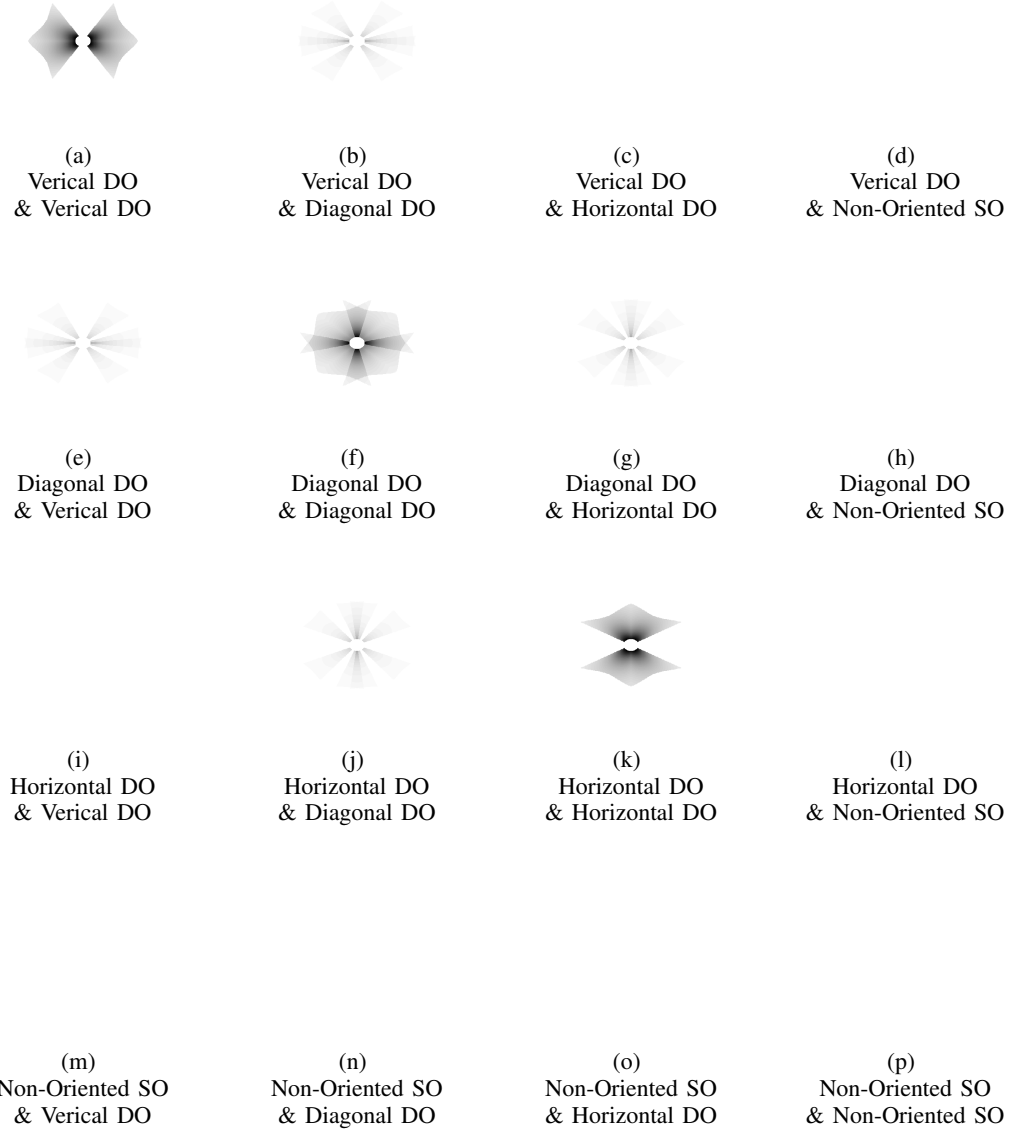 (a)
Verical DO
& Verical DO
(b)
Verical DO
& Diagonal DO
(c)
Verical DO
& Horizontal DO
(d)
Verical DO
& Non-Oriented SO
(e)
Diagonal DO
& Verical DO
(f)
Diagonal DO
& Diagonal DO
(g)
Diagonal DO
& Horizontal DO
(h)
Diagonal DO
& Non-Oriented SO
(i)
Horizontal DO
& Verical DO
(j)
Horizontal DO
& Diagonal DO
(k)
Horizontal DO
& Horizontal DO
(l)
Horizontal DO
& Non-Oriented SO
(m)
Non-Oriented SO
& Verical DO
(n)
Non-Oriented SO
& Diagonal DO
(o)
Non-Oriented SO
& Horizontal DO
(p)
Non-Oriented SO
& Non-Oriented SO